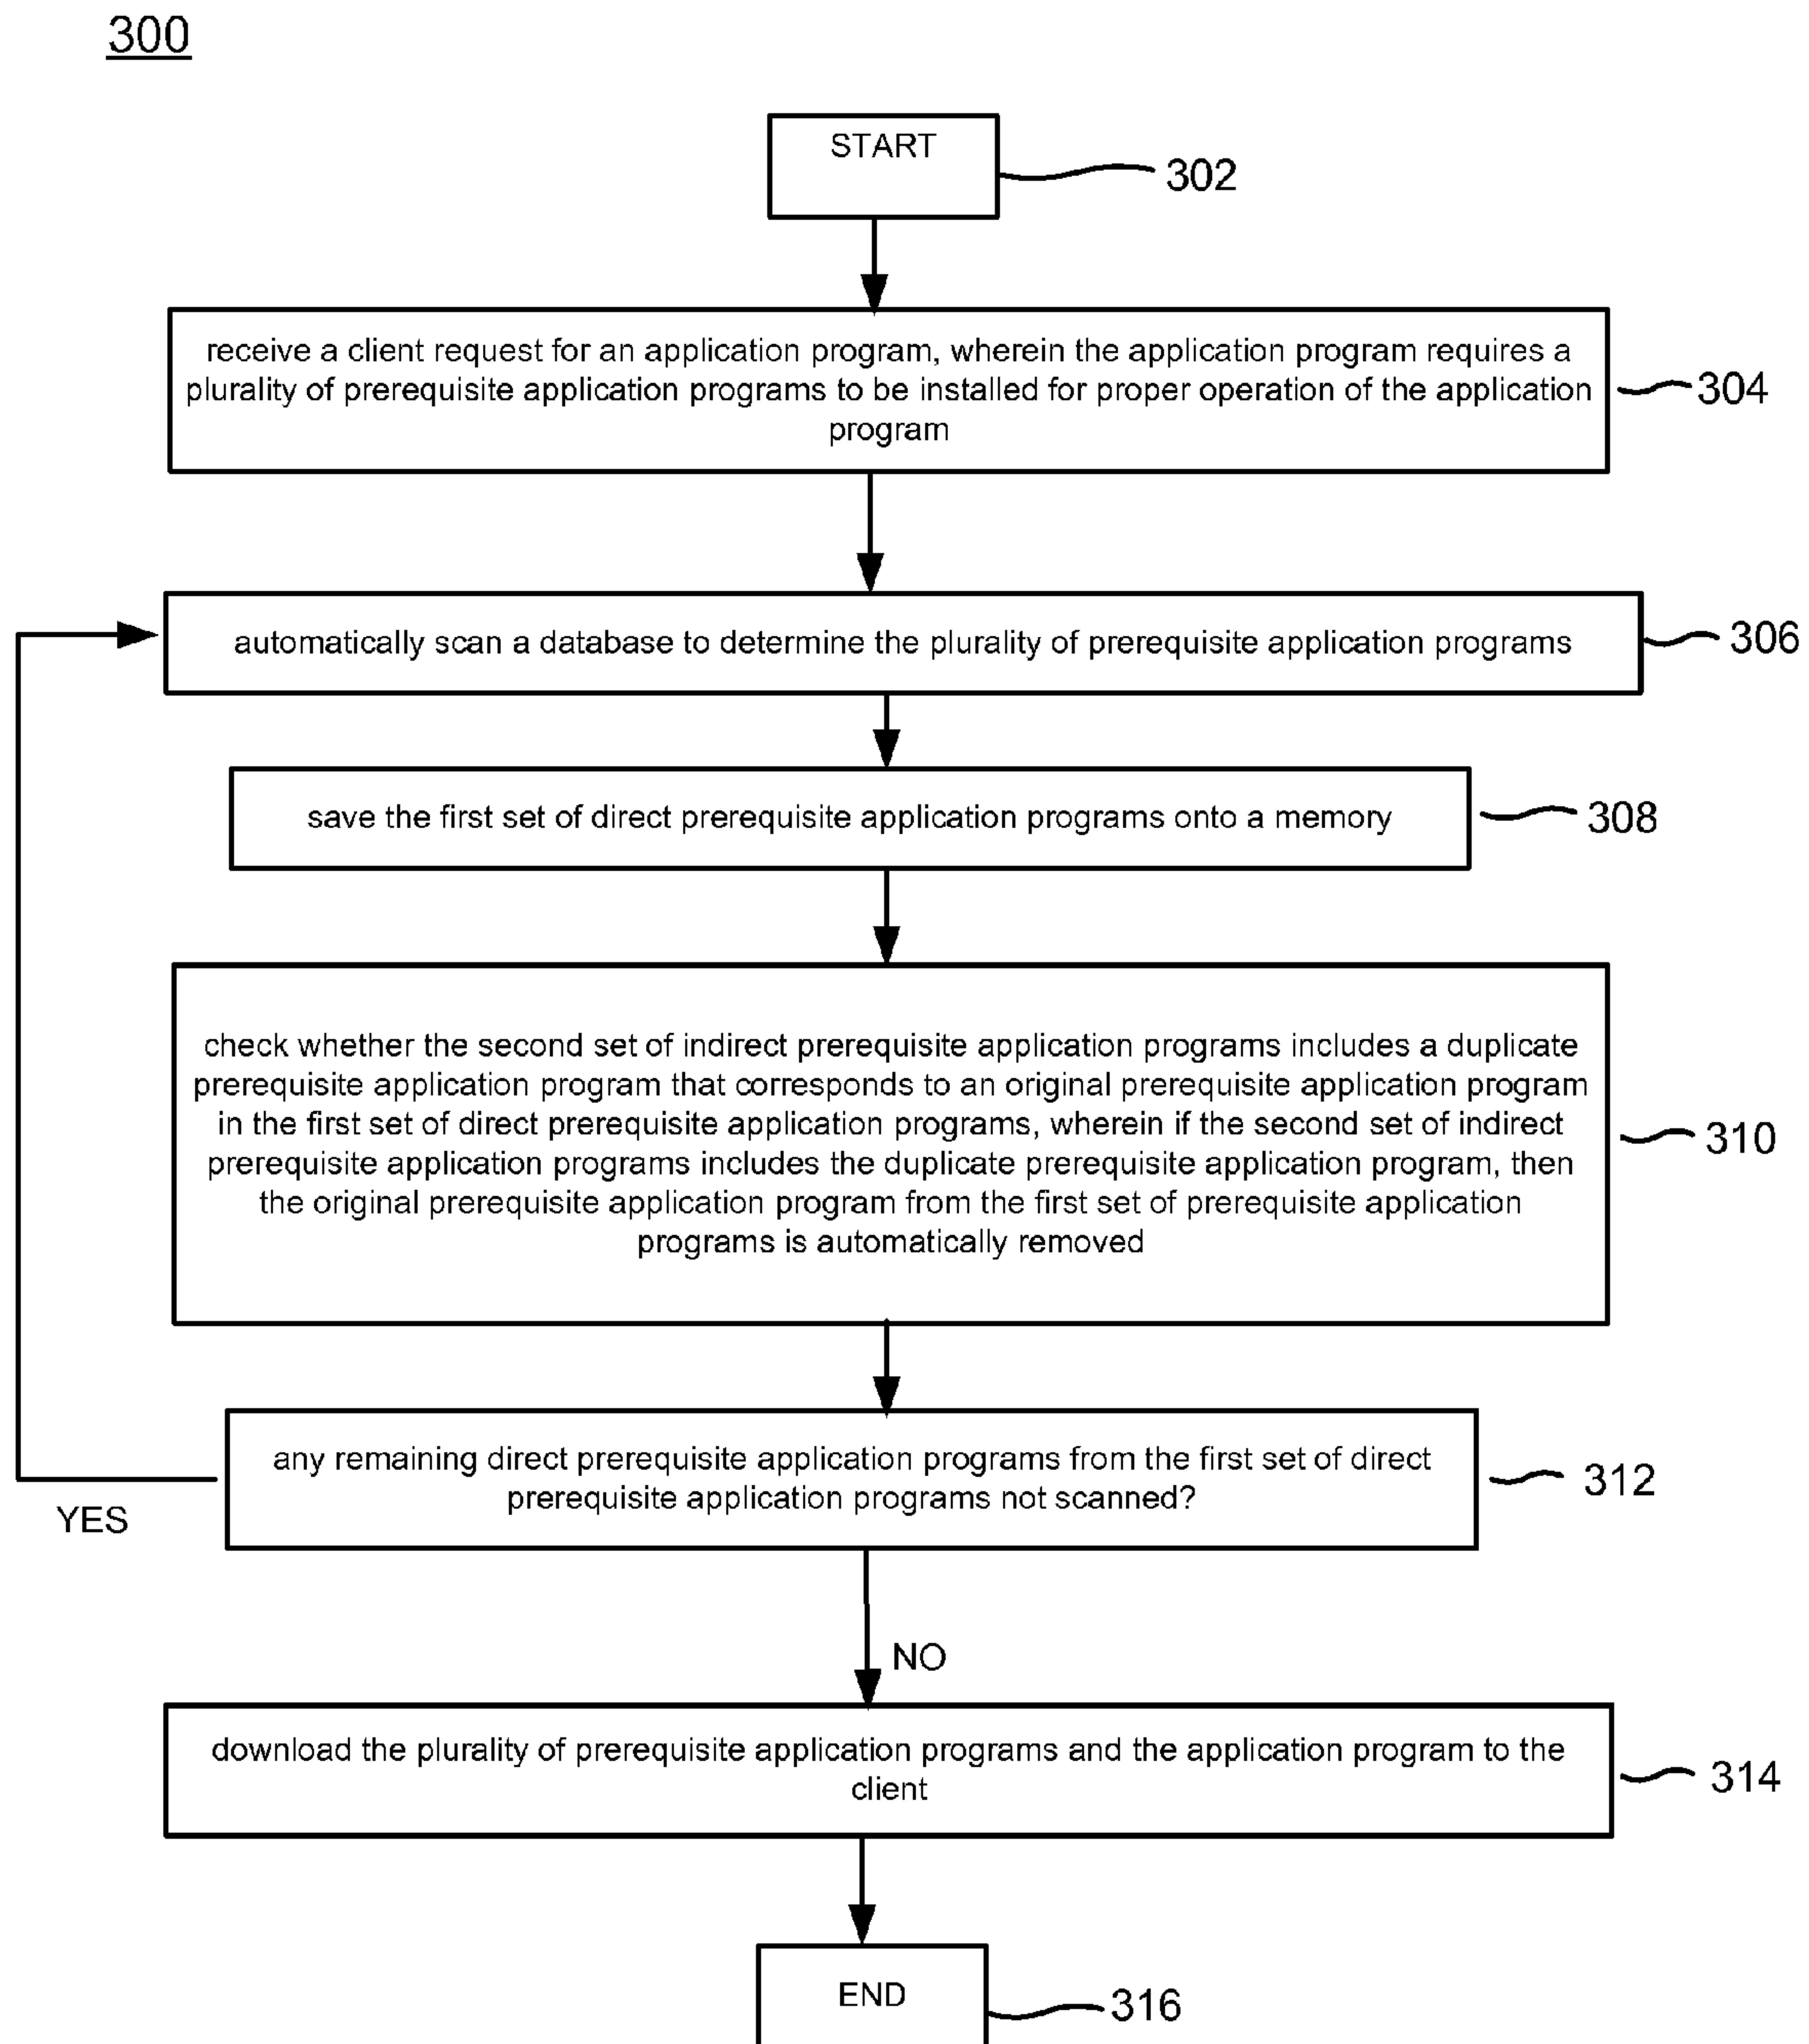 300
START
302
receive a client request for an application program, wherein the application program requires a
plurality of prerequisite application programs to be installed for proper operation of the application
program
304
automatically scan a database to determine the plurality of prerequisite application programs
306
save the first set of direct prerequisite application programs onto a memory
308
check whether the second set of indirect prerequisite application programs includes a duplicate
prerequisite application program that corresponds to an original prerequisite application program
in the first set of direct prerequisite application programs, wherein if the second set of indirect
prerequisite application programs includes the duplicate prerequisite application program, then
the original prerequisite application program from the first set of prerequisite application
programs is automatically removed
310
any remaining direct prerequisite application programs from the first set of direct
prerequisite application programs not scanned?
312
YES
NO
download the plurality of prerequisite application programs and the application program to the
client
314
END
316